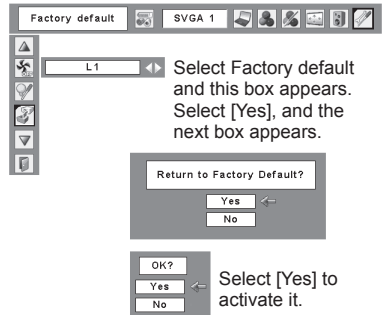 Factory default SVGA 1
L1
Select Factory default
and this box appears.
Select [Yes], and the
next box appears.
Return to Factory Default?
Yes
No
OK?
Yes
No
Select [Yes] to
activate it.